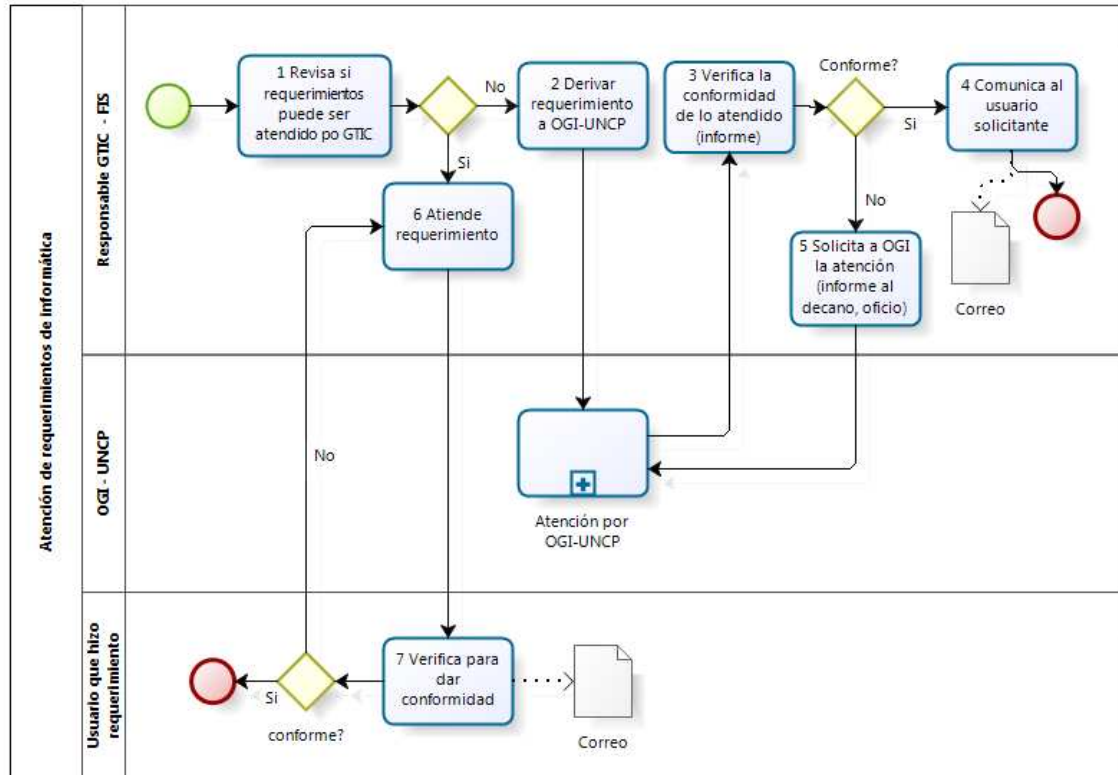 Atención de requerimientos de informática
Responsable GTIC - FIS
1 Revisa si
requerimientos
puede ser
atendido po GTIC
No
Si
2 Derivar
requerimiento
a OGI-UNCP
3 Verifica la
conformidad
de lo atendido
(informe)
Conforme?
Si
No
4 Comunica al
usuario
solicitante
Correo
5 Solicita a OGI
la atención
(informe al
decano, oficio)
6 Atiende
requerimiento
OGI - UNCP
No
Atención por
OGI-UNCP
Usuario que hizo
requerimiento
7 Verifica para
dar
conformidad
Si
conforme?
Correo